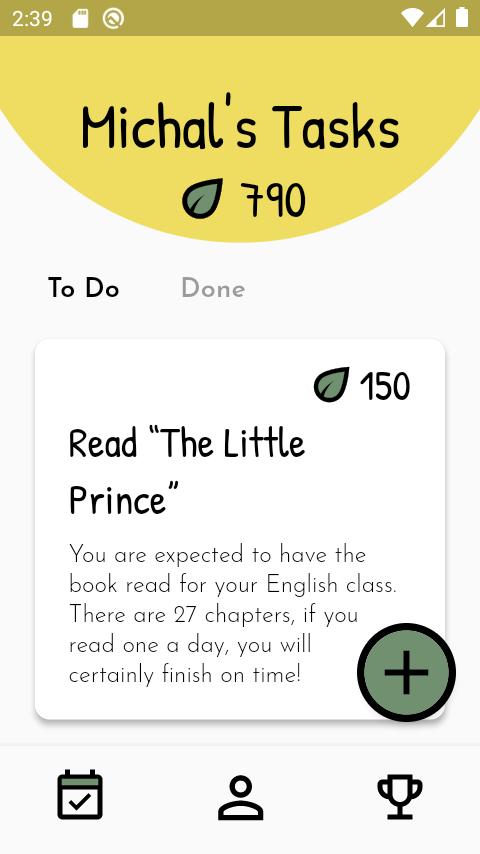 2:39
Michal's Tasks
790
To Do Done
150
Read “The Little
Prince”
You are expected to have the
book read for your English class.
There are 27 chapters, if you
read one a day, you will
certainly finish on time!